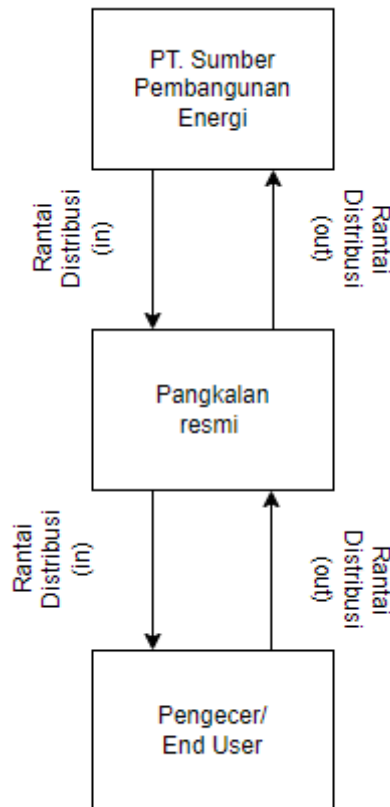 PT. Sumber
Pembangunan
Energi
Rantai
Distribusi
(in)
Rantai
Distribusi
(out)
Pangkalan
resmi
Rantai
Distribusi
(in)
Rantai
Distribusi
(out)
Pengecer/
End User